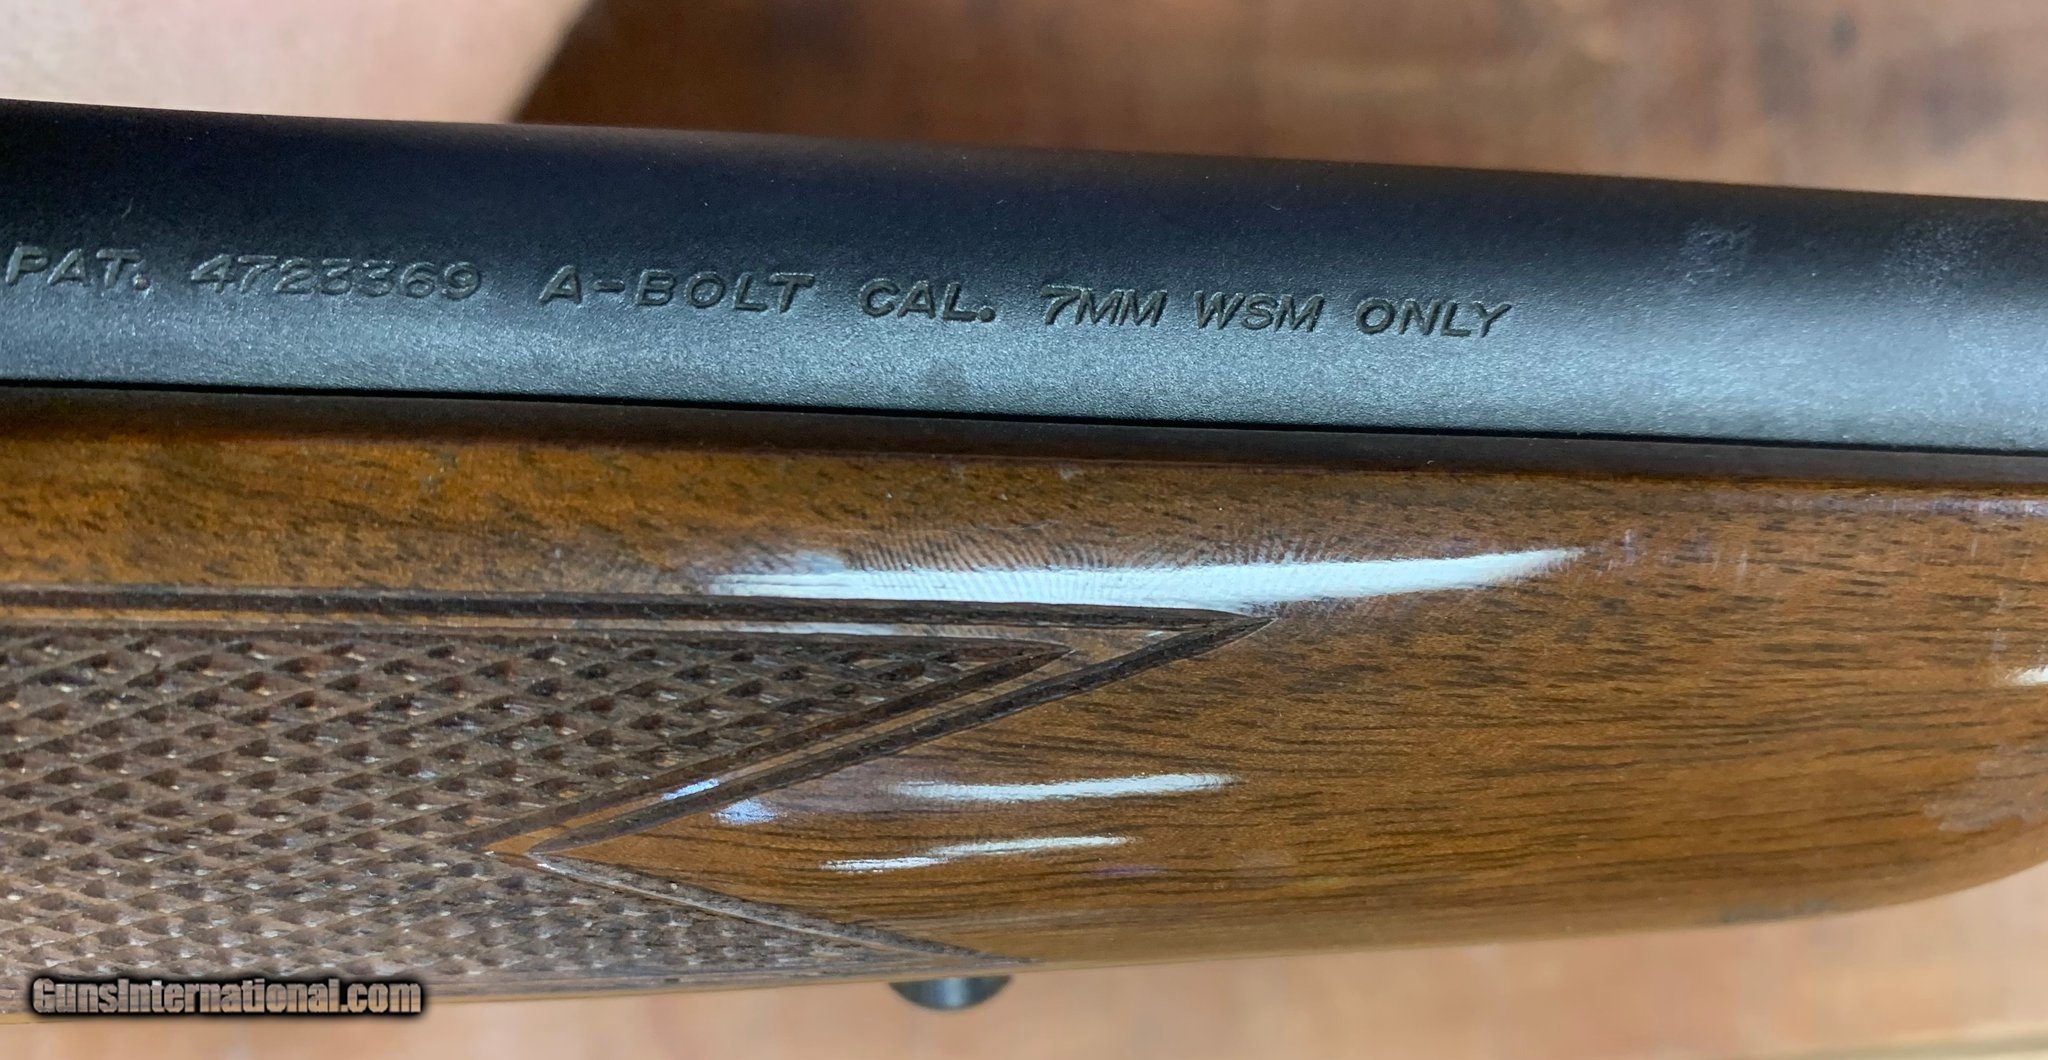 PAT. 4723369 A-BOLT CAL. 7MM WSM ONLY
GunsInternational.com